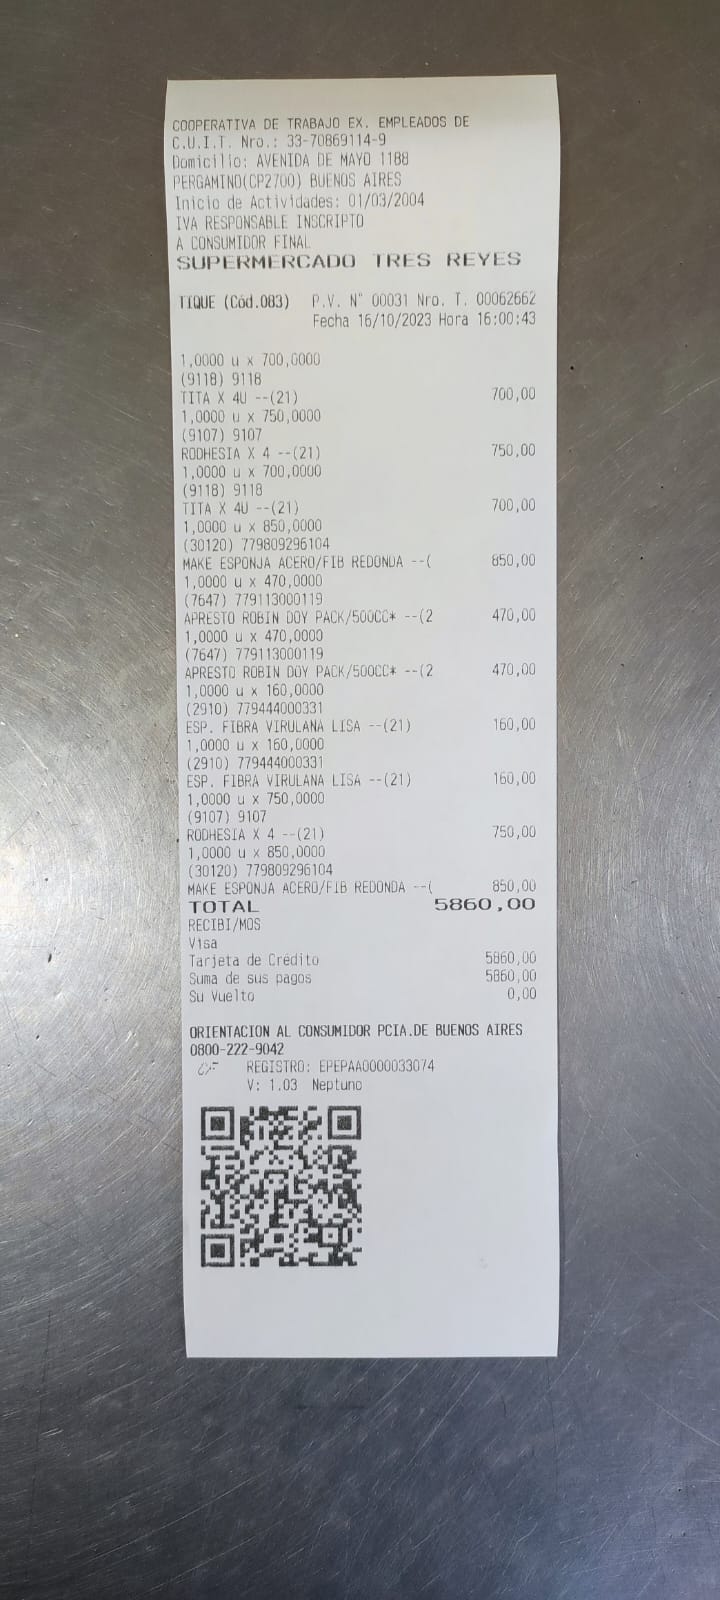 COOPERATIVA DE TRABAJO EX. EMPLEADOS DE
C.U.I.T. Nro.: 33-70869114-9
Domicilio: AVENIDA DE MAYO 1188
PERGAMINO(CP2700) BUENOS AIRES
Inicio de Actividades: 01/03/2004
IVA RESPONSABLE INSCRIPTO
A CONSUMIDOR FINAL
SUPERMERCADO TRES REYES
TIQUE (Cód.083) P.V. N° 00031 Nro. T. 00062662
Fecha 16/10/2023 Hora 16:00:43
1,0000 u x 700,0000
(9118) 9118
TITA X 4U --(21) 700,00
1,0000 u x 750,0000
(9107) 9107
RODHESIA X 4 --(21) 750,00
1,0000 u x 700,0000
(9118) 9118
TITA X 4U --(21) 700,00
1,0000 u x 850,0000
(30120) 779809296104
MAKE ESPONJA ACERO/FIB REDONDA --( 850,00
1,0000 u x 470,0000
(7647) 779113000119
APRESTO ROBIN DOY PACK/500CC* --(2 470,00
1,0000 u x 470,0000
(7647) 779113000119
APRESTO ROBIN DOY PACK/500CC* --(2 470,00
1,0000 u x 160,0000
(2910) 779444000331
ESP. FIBRA VIRULANA LISA --(21) 160,00
1,0000 u x 160,0000
(2910) 779444000331
ESP. FIBRA VIRULANA LISA --(21) 160,00
1,0000 u x 750,0000
(9107) 9107
RODHESIA X 4 --(21) 750,00
1,0000 u x 850,0000
(30120) 779809296104
MAKE ESPONJA ACERO/FIB REDONDA --( 850,00
TOTAL 5860,00
RECIBI/MOS
Visa
Tarjeta de Crédito 5860,00
Suma de sus pagos 5860,00
Su Vuelto 0,00
ORIENTACION AL CONSUMIDOR PCIA.DE BUENOS AIRES
0800-222-9042
REGISTRO: EPEPAA0000033074
V: 1.03 Neptuno